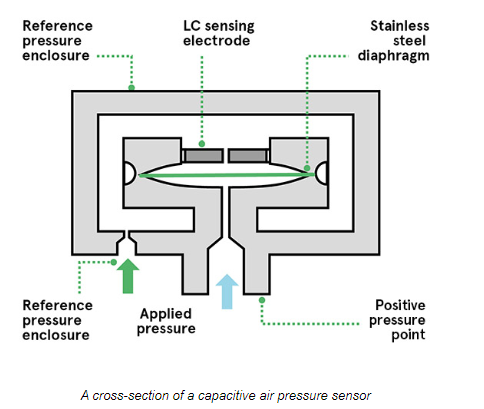 Reference
pressure
enclosure
LC sensing
electrode
Stainless
steel
diaphragm
Reference
pressure
enclosure
Applied
pressure
Positive
pressure
point
A cross-section of a capacitive air pressure sensor